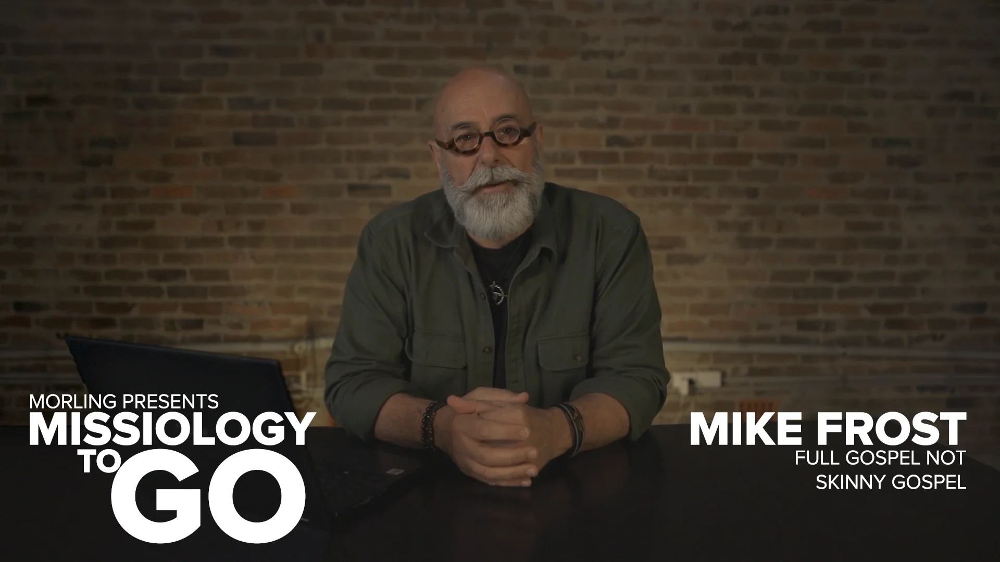 MORLING PRESENTS
MISSIOLOGY
TO GO
MIKE FROST
FULL GOSPEL NOT
SKINNY GOSPEL